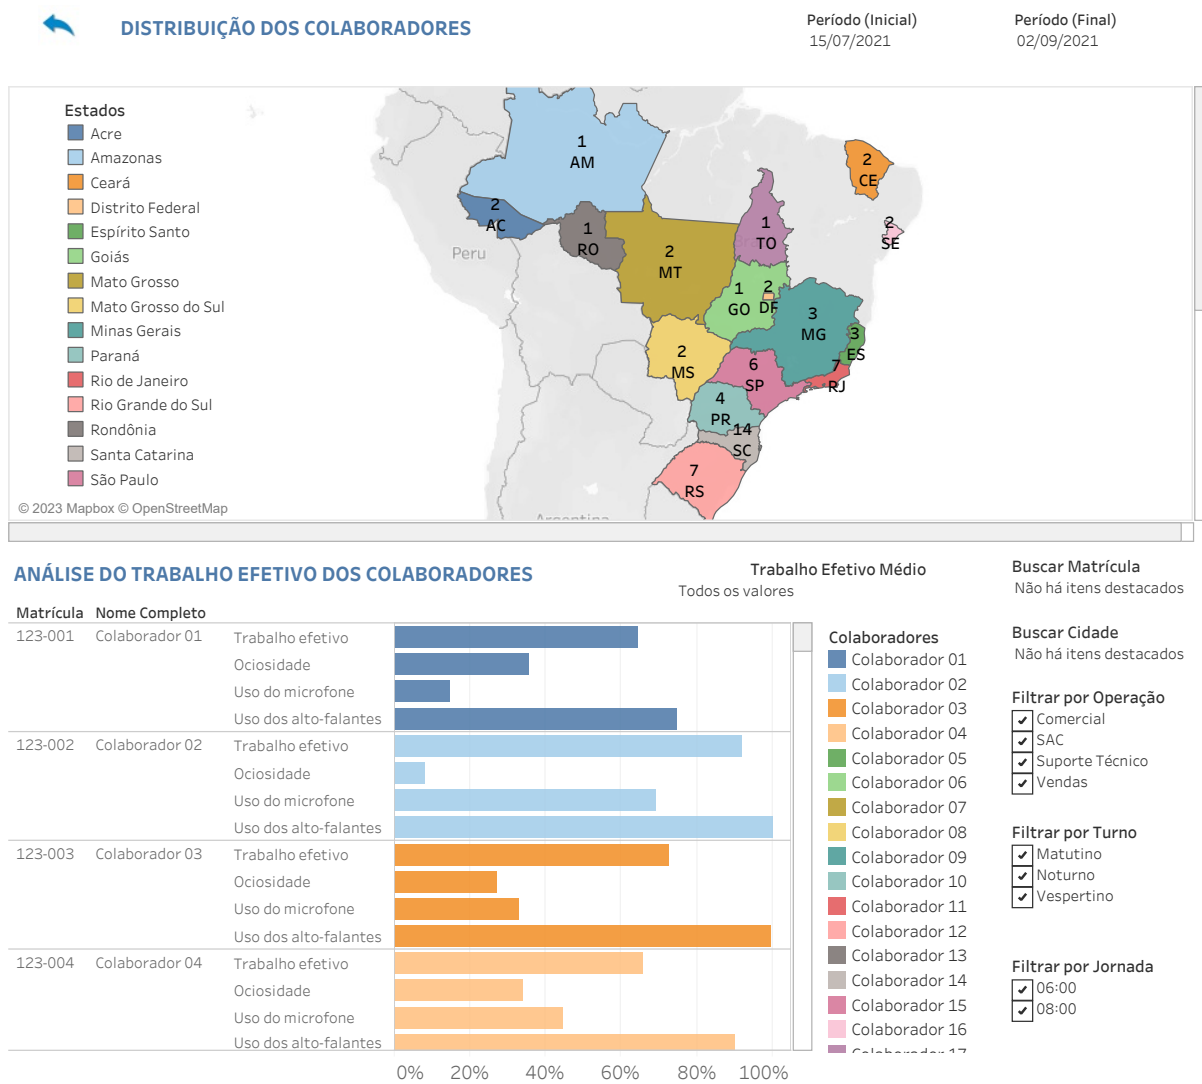 DISTRIBUIÇÃO DOS COLABORADORES
Período (Inicial)
15/07/2021
Período (Final)
02/09/2021
Estados
Acre
Amazonas
Ceará
Distrito Federal
Espírito Santo
Goiás
Mato Grosso
Mato Grosso do Sul
Minas Gerais
Paraná
Rio de Janeiro
Rio Grande do Sul
Rondônia
Santa Catarina
São Paulo
1
AM
2
CE
2
AC
1
RO
2
MT
1
TO
2
SE
1
GO
2
DF
3
MG
3
ES
2
MS
6
SP
7
RJ
4
PR
14
SC
7
RS
Peru
Argentina
© 2023 Mapbox © OpenStreetMap
ANÁLISE DO TRABALHO EFETIVO DOS COLABORADORES
Trabalho Efetivo Médio
Todos os valores
Matrícula Nome Completo
123-001 Colaborador 01 Trabalho efetivo
Ociosidade
Uso do microfone
Uso dos alto-falantes
123-002 Colaborador 02 Trabalho efetivo
Ociosidade
Uso do microfone
Uso dos alto-falantes
123-003 Colaborador 03 Trabalho efetivo
Ociosidade
Uso do microfone
Uso dos alto-falantes
123-004 Colaborador 04 Trabalho efetivo
Ociosidade
Uso do microfone
Uso dos alto-falantes
0% 20% 40% 60% 80% 100%
Colaboradores
Colaborador 01
Colaborador 02
Colaborador 03
Colaborador 04
Colaborador 05
Colaborador 06
Colaborador 07
Colaborador 08
Colaborador 09
Colaborador 10
Colaborador 11
Colaborador 12
Colaborador 13
Colaborador 14
Colaborador 15
Colaborador 16
Colaborador 17
Buscar Matrícula
Não há itens destacados
Buscar Cidade
Não há itens destacados
Filtrar por Operação
Comercial
SAC
Suporte Técnico
Vendas
Filtrar por Turno
Matutino
Noturno
Vespertino
Filtrar por Jornada
06:00
08:00